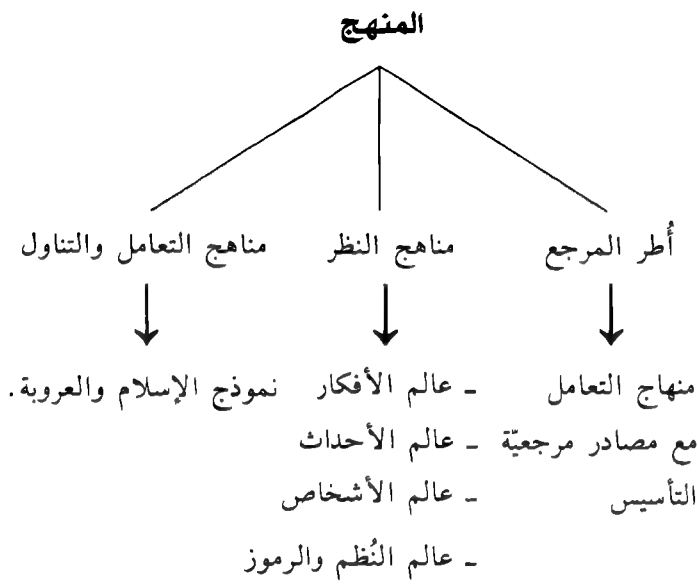 المنهج
أُطر المرجع
مناهج النظر
مناهج التعامل والتناول
منهاج التعامل
مع مصادر مرجعيّة
التأسيس
ـ عالم الأفكار
ـ عالم الأحداث
ـ عالم الأشخاص
ـ عالم النُظم والرموز
نموذج الإسلام والعروبة.